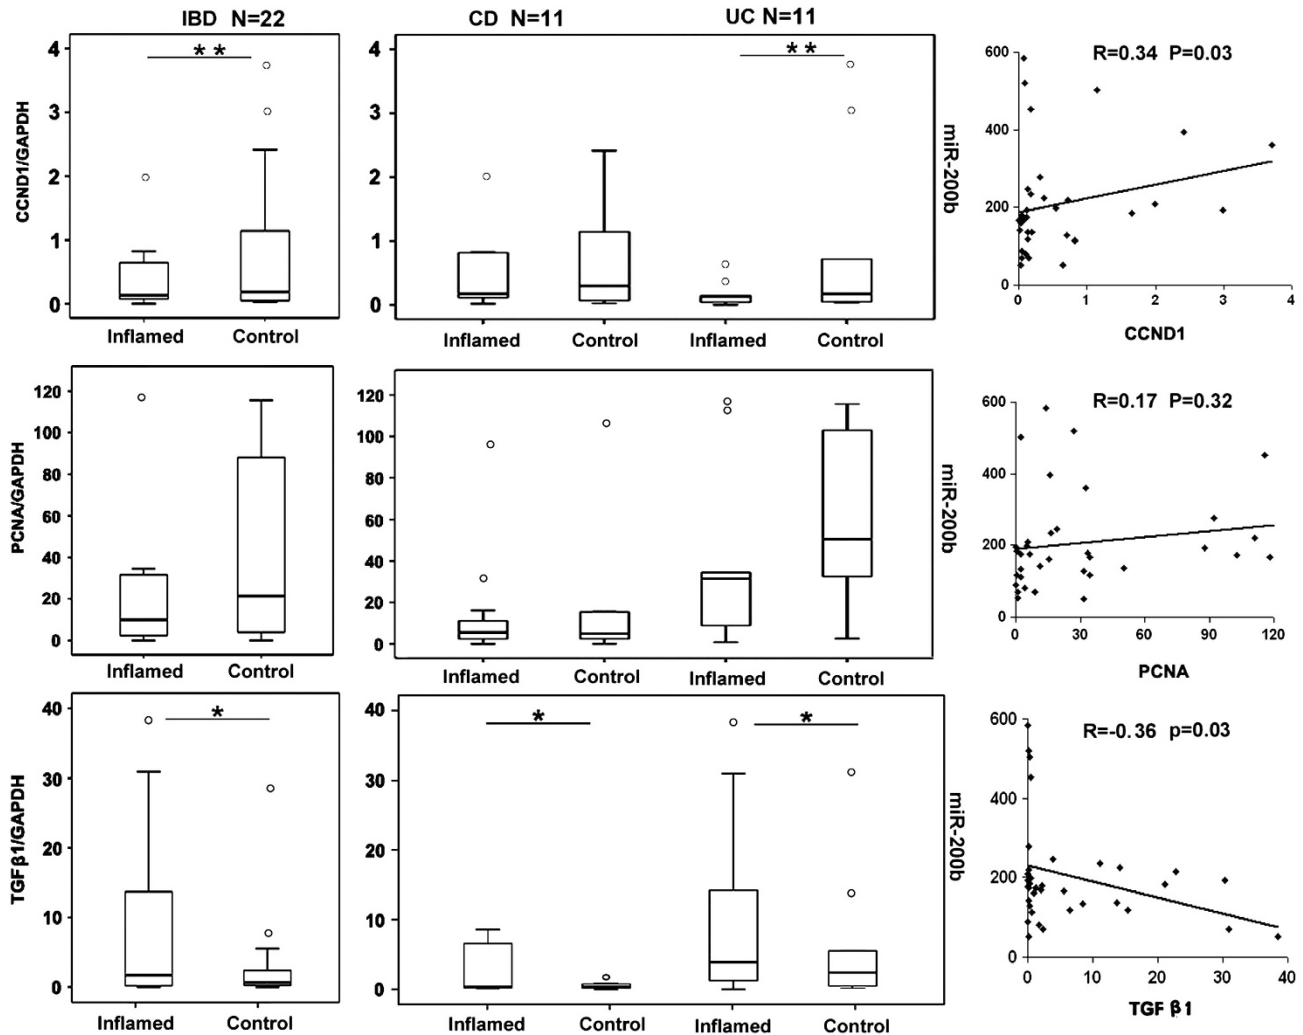 IBD N=22
CD N=11
UC N=11
CCND1/GAPDH
4
3
2
1
0
* *
Inflamed
Control
4
3
2
1
0
* *
Inflamed
Control
Inflamed
Control
miR-200b
600
400
200
0
R=0.34 P=0.03
0 1 2 3 4
CCND1
PCNA/GAPDH
120
100
80
60
40
20
0
Inflamed
Control
120
100
80
60
40
20
0
Inflamed
Control
Inflamed
Control
miR-200b
600
400
200
0
R=0.17 P=0.32
0 30 60 90 120
PCNA
TGFβ1/GAPDH
40
30
20
10
0
*
Inflamed
Control
40
30
20
10
0
*
*
Inflamed
Control
Inflamed
Control
miR-200b
600
400
200
0
R=-0.36 p=0.03
0 10 20 30 40
TGF β1